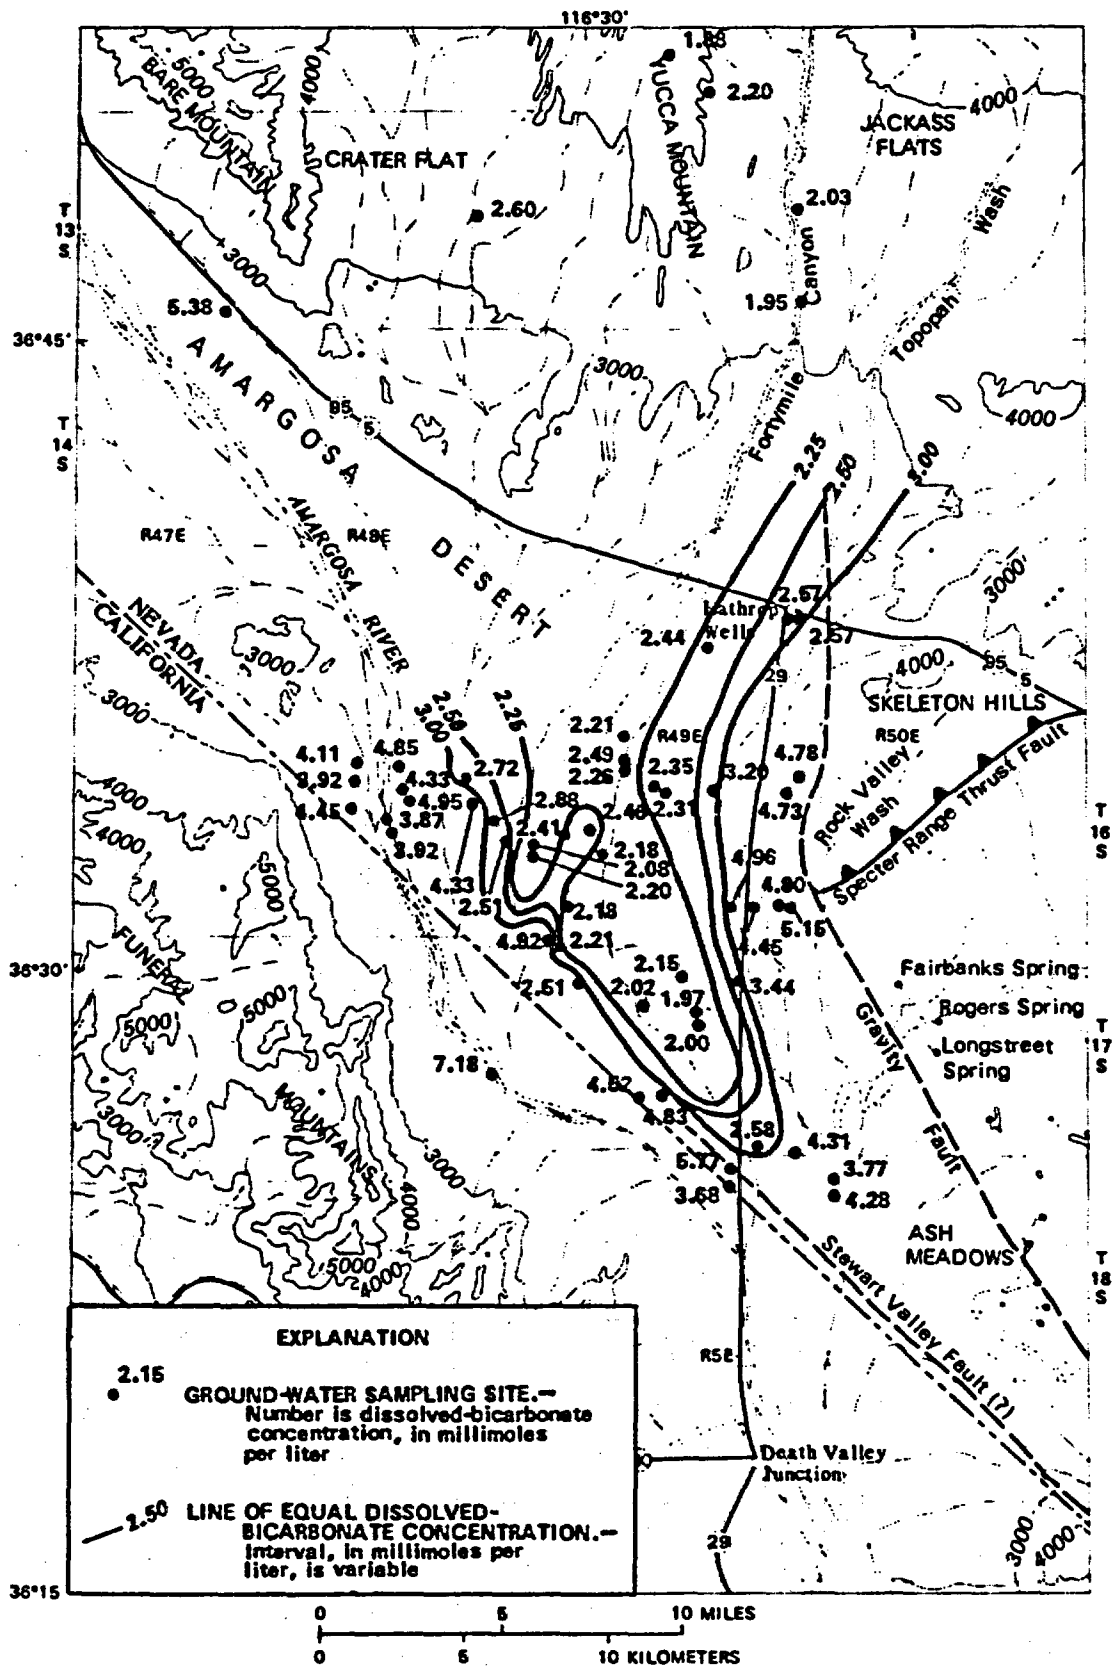 116°30'
1.98
5000
BARE MOUNTAIN
4000
YUCCA MOUNTAIN
2.20
4000
JACKASS
FLATS
CRATER FLAT
2.60
2.03
Wash
T
13
S
3000
Canyon
1.95
5.38
Topopah
36°45'
AMARGOSA
3000
4000
95
5
T
14
S
Fortymile
2.25
2.50
3.00
R47E
R48E
AMARGOSA
RIVER
DESERT
3000
NEVADA
CALIFORNIA
2.57
Lathrop
Wells
2.57
2.44
3000
29
4000
95
5
SKELETON HILLS
3000
2.50
3.00
2.25
2.21
R49E
R50E
4.11
4.85
2.49
4.78
3.92
4.33
2.72
2.26
2.35
3.20
Rock Valley
Wash
Specter Range Thrust Fault
4000
4.45
4.95
2.88
2.31
4.73
T
16
S
4000
3.87
2.41
3.92
2.18
4.96
2.08
4.33
2.20
4.80
5000
2.51
2.18
5.15
FUNERAL
4.92
2.21
4.45
36°30'
2.15
Fairbanks Spring
2.51
2.02
3.44
5000
1.97
Rogers Spring
5000
Gravity
2.00
Longstreet
Spring
T
17
S
7.18
4.52
3000
MOUNTAINS
4.83
2.58
4.31
Fault
3000
5.77
3.77
3.68
4.28
4000
ASH
MEADOWS
5000
4000
Stewart Valley Fault (?)
T
18
S
EXPLANATION
2.15
GROUND-WATER SAMPLING SITE.—
Number is dissolved-bicarbonate
concentration, in millimoles
per liter
2.50
LINE OF EQUAL DISSOLVED-
BICARBONATE CONCENTRATION.—
Interval, in millimoles per
liter, is variable
Death Valley
Junction
29
3000
4000
36°15'
0 5 10 MILES
0 5 10 KILOMETERS